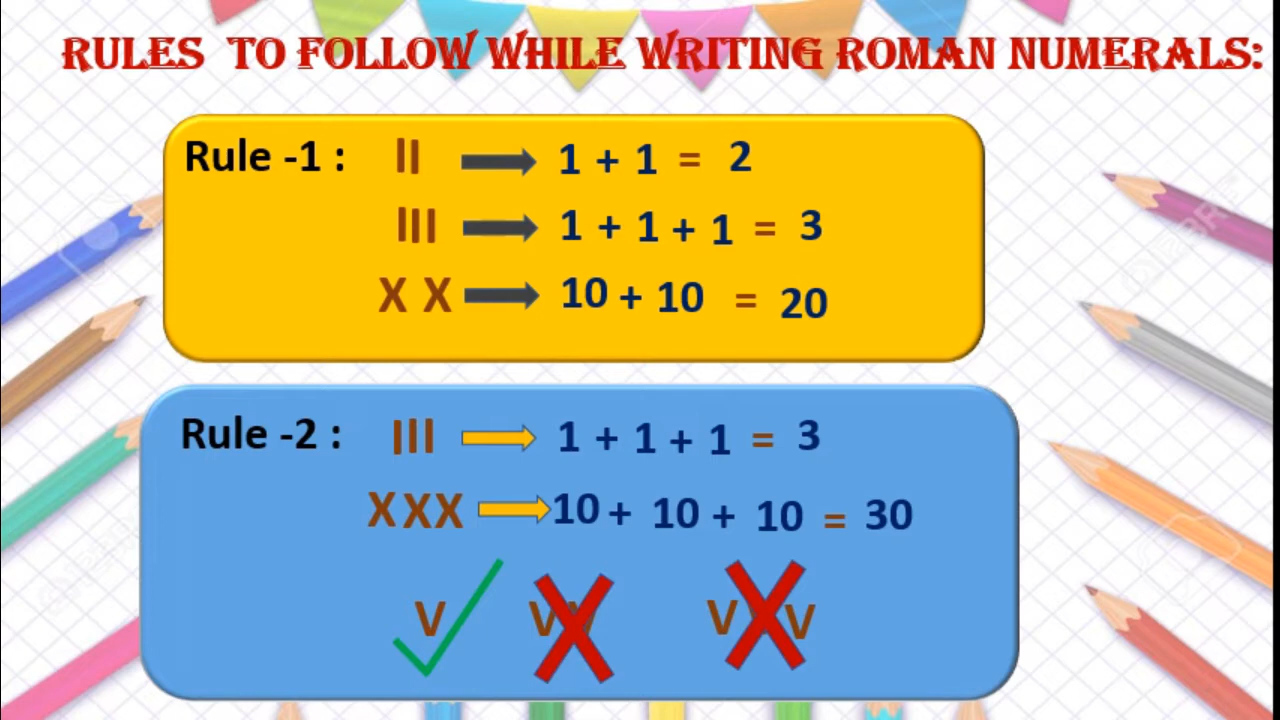 RULES TO FOLLOW WHILE WRITING ROMAN NUMERALS:
Rule -1 : II 1 + 1 = 2
III 1 + 1 + 1 = 3
X X 10 + 10 = 20
Rule -2 : III 1 + 1 + 1 = 3
XXX 10 + 10 + 10 = 30
V VV V V